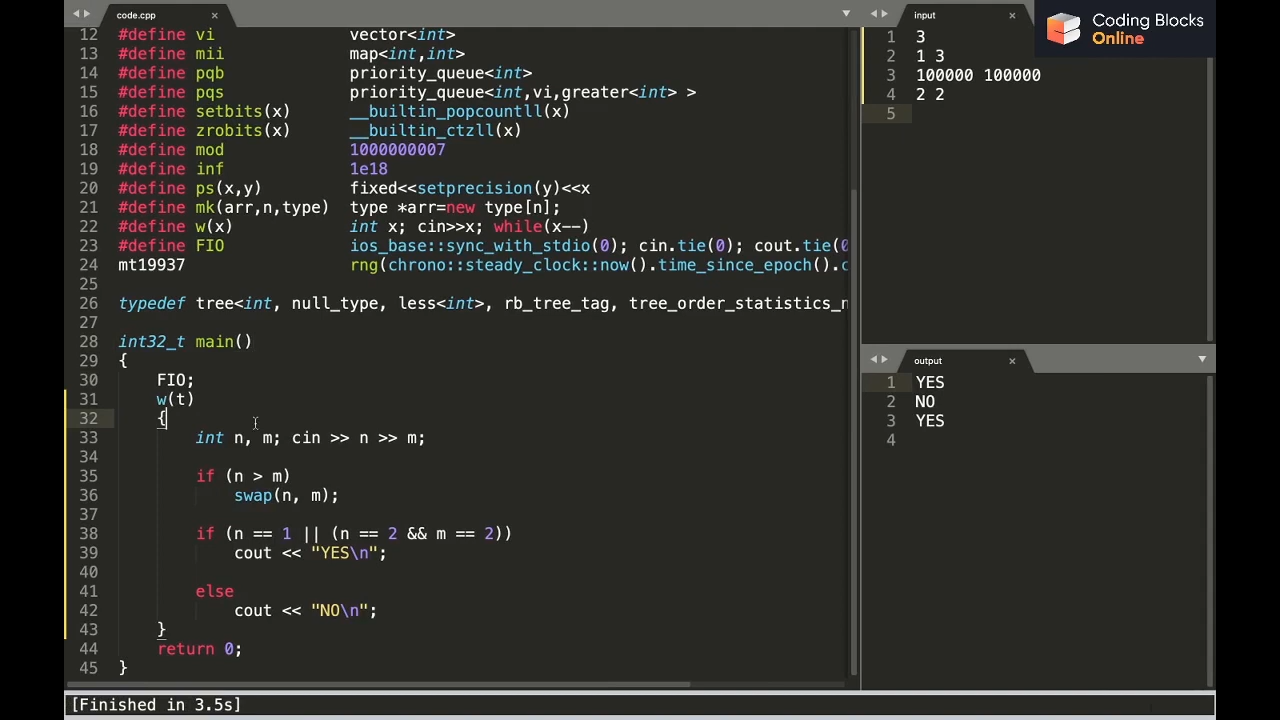 code.cpp
12 #define vi vector<int>
13 #define mii map<int,int>
14 #define pqb priority_queue<int>
15 #define pqs priority_queue<int,vi,greater<int> >
16 #define setbits(x) __builtin_popcountll(x)
17 #define zrobits(x) __builtin_ctzll(x)
18 #define mod 1000000007
19 #define inf 1e18
20 #define ps(x,y) fixed<<setprecision(y)<<x
21 #define mk(arr,n,type) type *arr=new type[n];
22 #define w(x) int x; cin>>x; while(x--)
23 #define FIO ios_base::sync_with_stdio(0); cin.tie(0); cout.tie(0
24 mt19937 rng(chrono::steady_clock::now().time_since_epoch().c
25
26 typedef tree<int, null_type, less<int>, rb_tree_tag, tree_order_statistics_n
27
28 int32_t main()
29 {
30 FIO;
31 w(t)
32 {
33 int n, m; cin >> n >> m;
34
35 if (n > m)
36 swap(n, m);
37
38 if (n == 1 || (n == 2 && m == 2))
39 cout << "YES\n";
40
41 else
42 cout << "NO\n";
43 }
44 return 0;
45 }
input
1 3
2 1 3
3 100000 100000
4 2 2
5
Coding Blocks
Online
output
1 YES
2 NO
3 YES
4
[Finished in 3.5s]